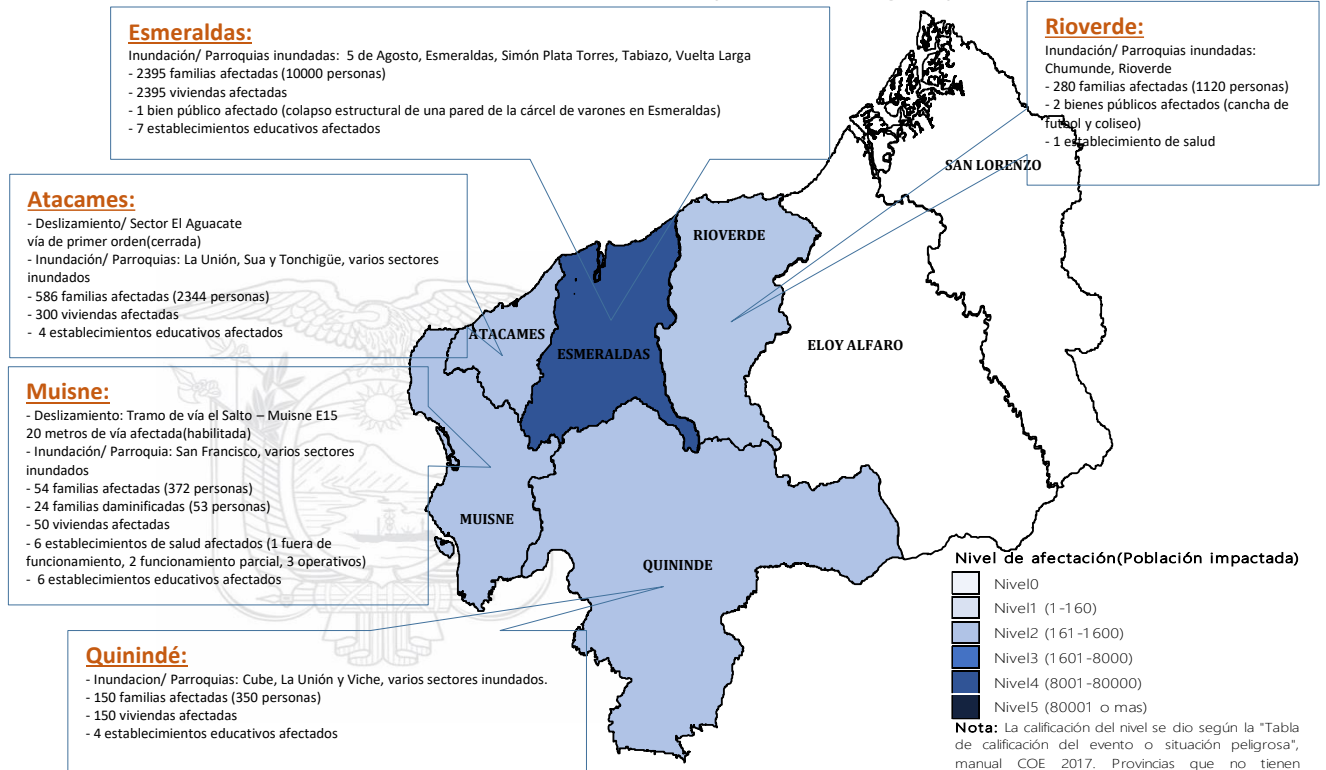 Esmeraldas:
Inundación/ Parroquias inundadas: 5 de Agosto, Esmeraldas, Simón Plata Torres, Tabiazo, Vuelta Larga
- 2395 familias afectadas (10000 personas)
- 2395 viviendas afectadas
- 1 bien público afectado (colapso estructural de una pared de la cárcel de varones en Esmeraldas)
- 7 establecimientos educativos afectados
Rioverde:
Inundación/ Parroquias inundadas:
Chumunde, Rioverde
- 280 familias afectadas (1120 personas)
- 2 bienes públicos afectados (cancha de
futbol y coliseo)
- 1 establecimiento de salud
Atacames:
- Deslizamiento/ Sector El Aguacate
vía de primer orden(cerrada)
- Inundación/ Parroquias: La Unión, Sua y Tonchigüe, varios sectores
inundados
- 586 familias afectadas (2344 personas)
- 300 viviendas afectadas
- 4 establecimientos educativos afectados
Muisne:
- Deslizamiento: Tramo de vía el Salto – Muisne E15
20 metros de vía afectada(habilitada)
- Inundación/ Parroquia: San Francisco, varios sectores
inundados
- 54 familias afectadas (372 personas)
- 24 familias daminificadas (53 personas)
- 50 viviendas afectadas
- 6 establecimientos de salud afectados (1 fuera de
funcionamiento, 2 funcionamiento parcial, 3 operativos)
- 6 establecimientos educativos afectados
Quinindé:
- Inundacion/ Parroquias: Cube, La Unión y Viche, varios sectores inundados.
- 150 familias afectadas (350 personas)
- 150 viviendas afectadas
- 4 establecimientos educativos afectados
SAN LORENZO
RIOVERDE
ATACAMES
ESMERALDAS
ELOY ALFARO
MUISNE
QUININDE
Nivel de afectación(Población impactada)
Nivel0
Nivel1 (1-160)
Nivel2 (161-1600)
Nivel3 (1601-8000)
Nivel4 (8001-80000)
Nivel5 (80001 o mas)
Nota: La calificación del nivel se dio según la "Tabla
de calificación del evento o situación peligrosa",
manual COE 2017. Provincias que no tienen